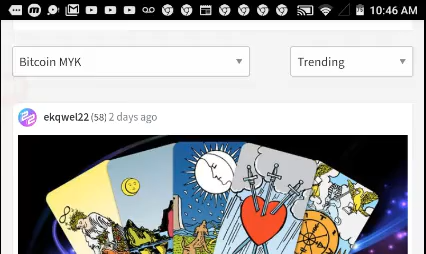 10:46 AM
Bitcoin MYK
Trending
ekqwel22 (58) 2 days ago